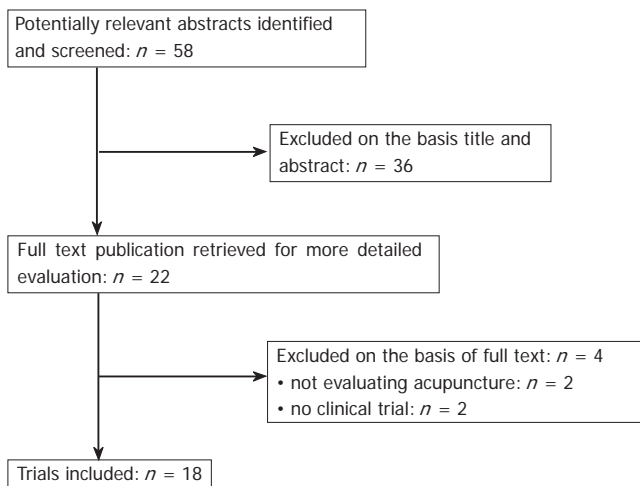 Potentially relevant abstracts identified
and screened: n = 58
Excluded on the basis title and
abstract: n = 36
Full text publication retrieved for more detailed
evaluation: n = 22
Excluded on the basis of full text: n = 4
• not evaluating acupuncture: n = 2
• no clinical trial: n = 2
Trials included: n = 18